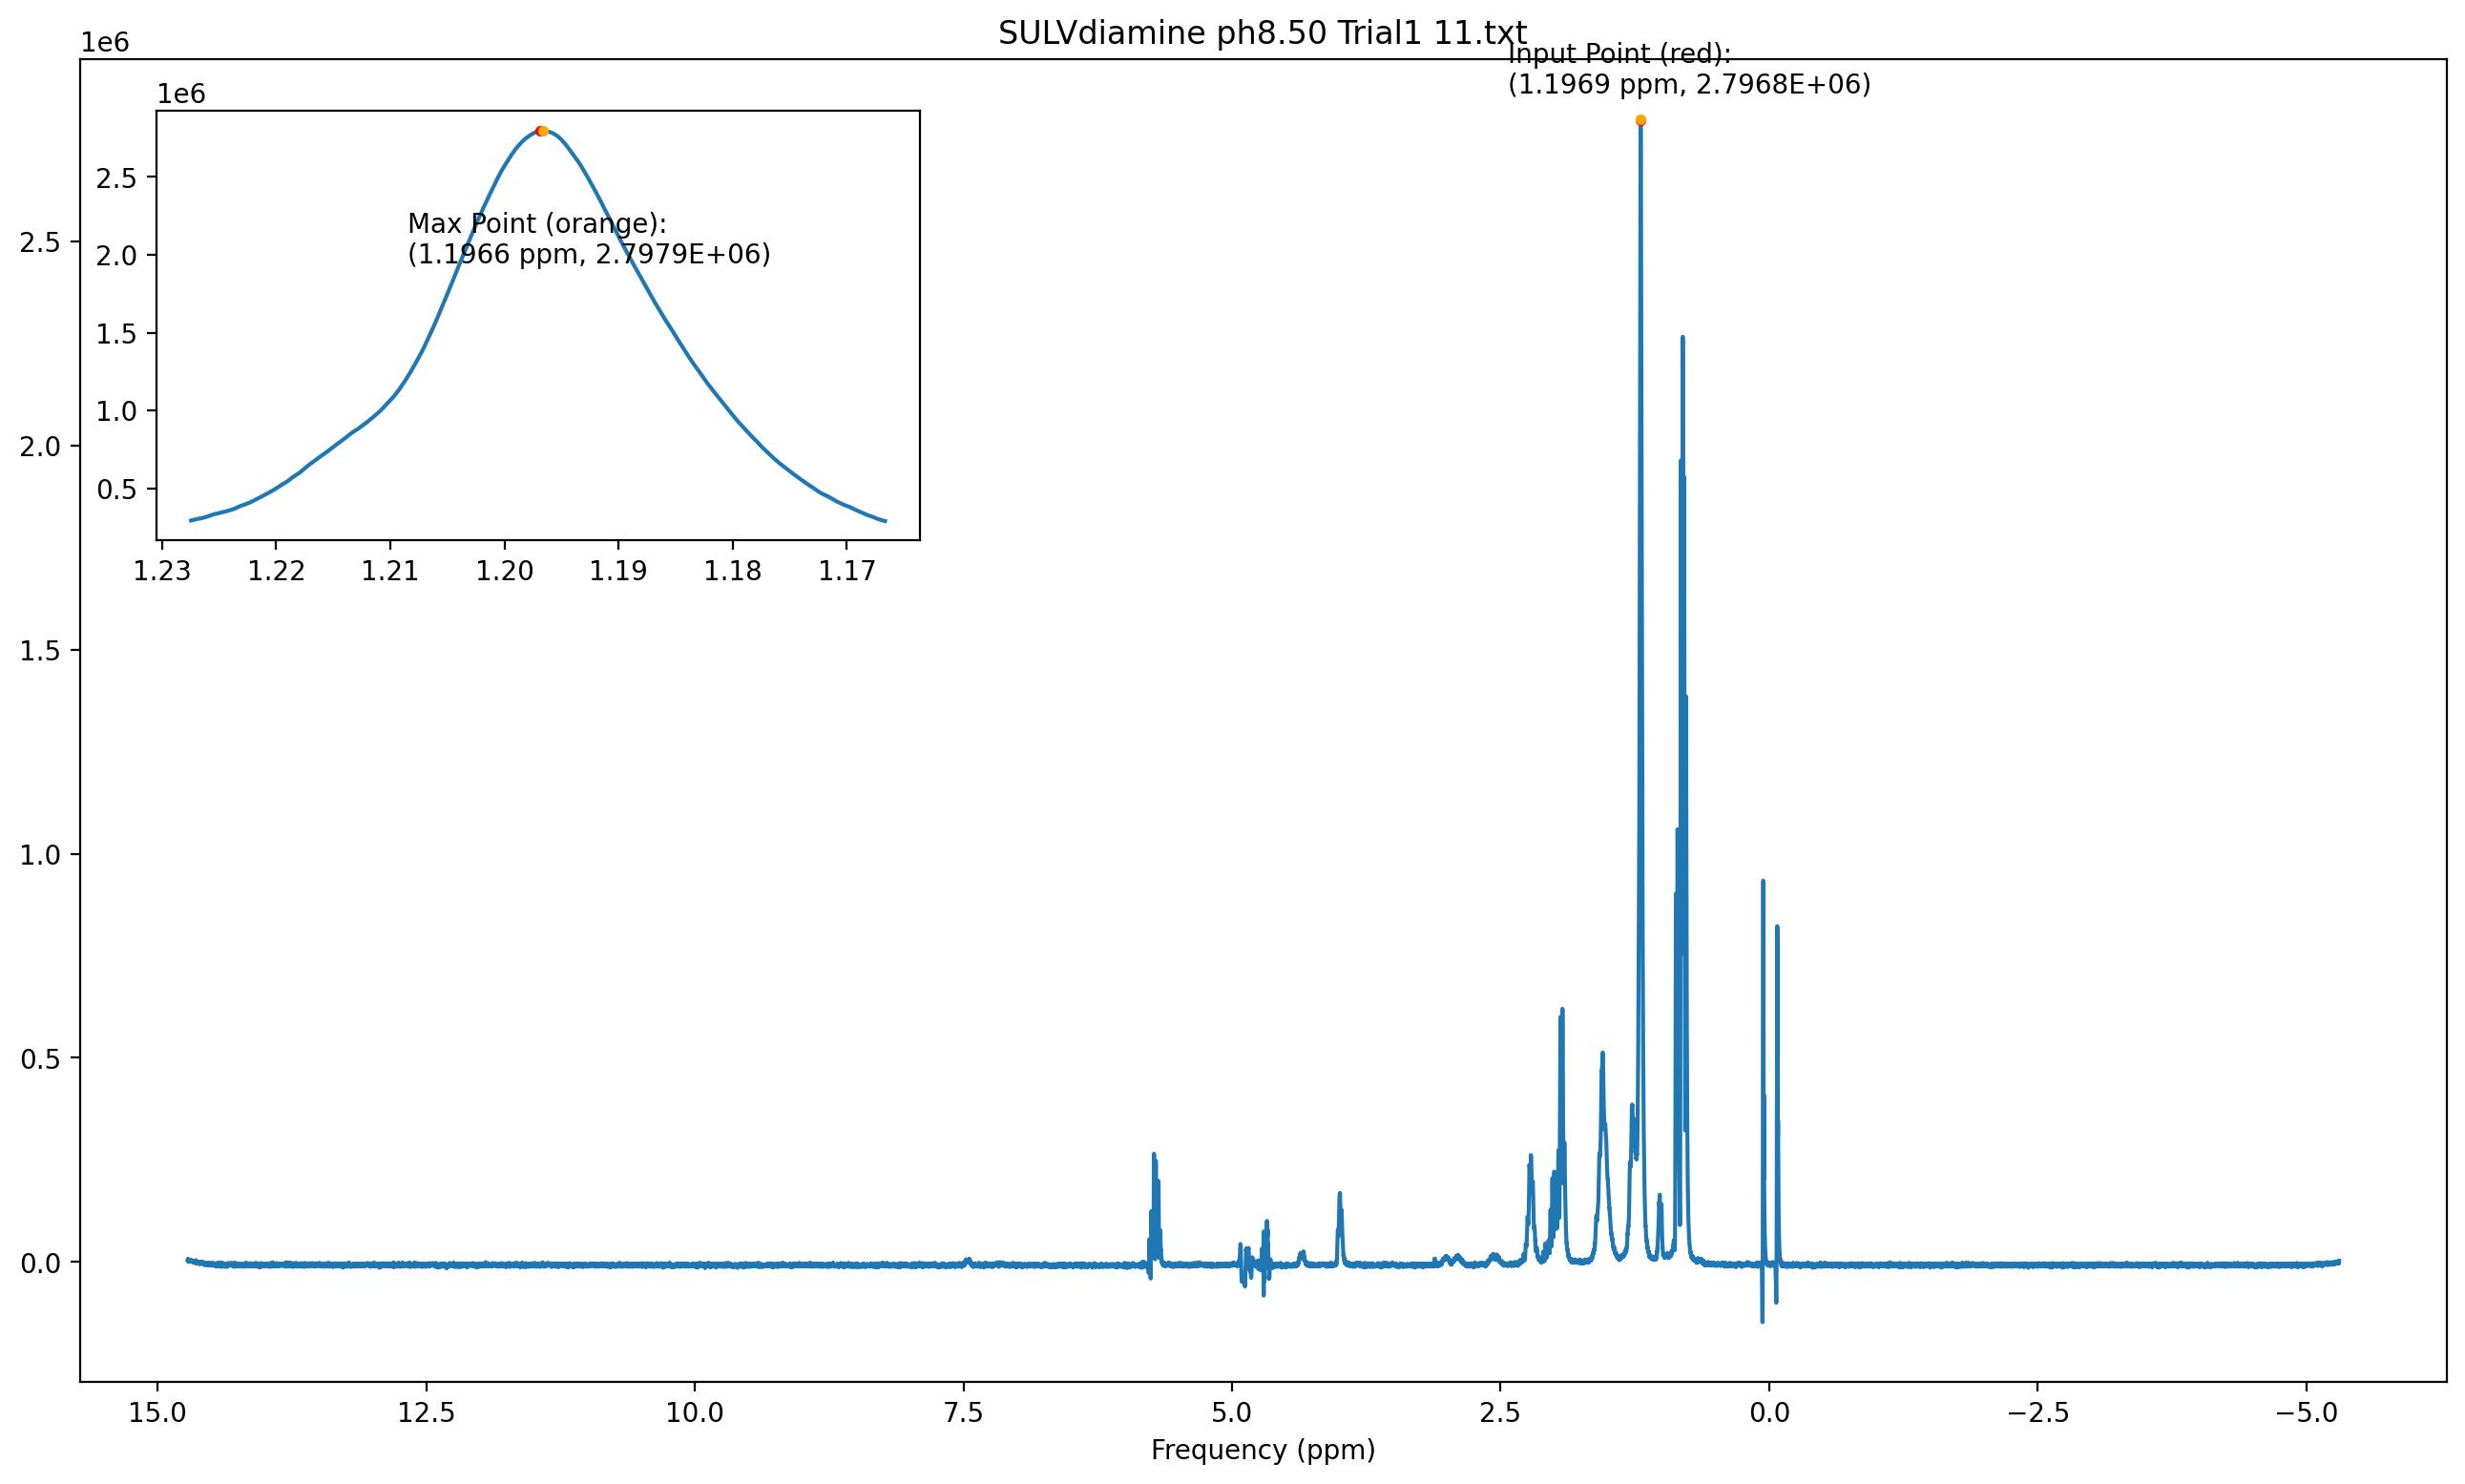 SULVdiamine ph8.50 Trial1 11.txt
1e6
Input Point (red):
(1.1969 ppm, 2.7968E+06)
1e6
Max Point (orange):
(1.1966 ppm, 2.7979E+06)
2.5
2.0
1.5
1.0
0.5
1.23 1.22 1.21 1.20 1.19 1.18 1.17
2.5
2.0
1.5
1.0
0.5
0.0
15.0 12.5 10.0 7.5 5.0 2.5 0.0 −2.5 −5.0
Frequency (ppm)